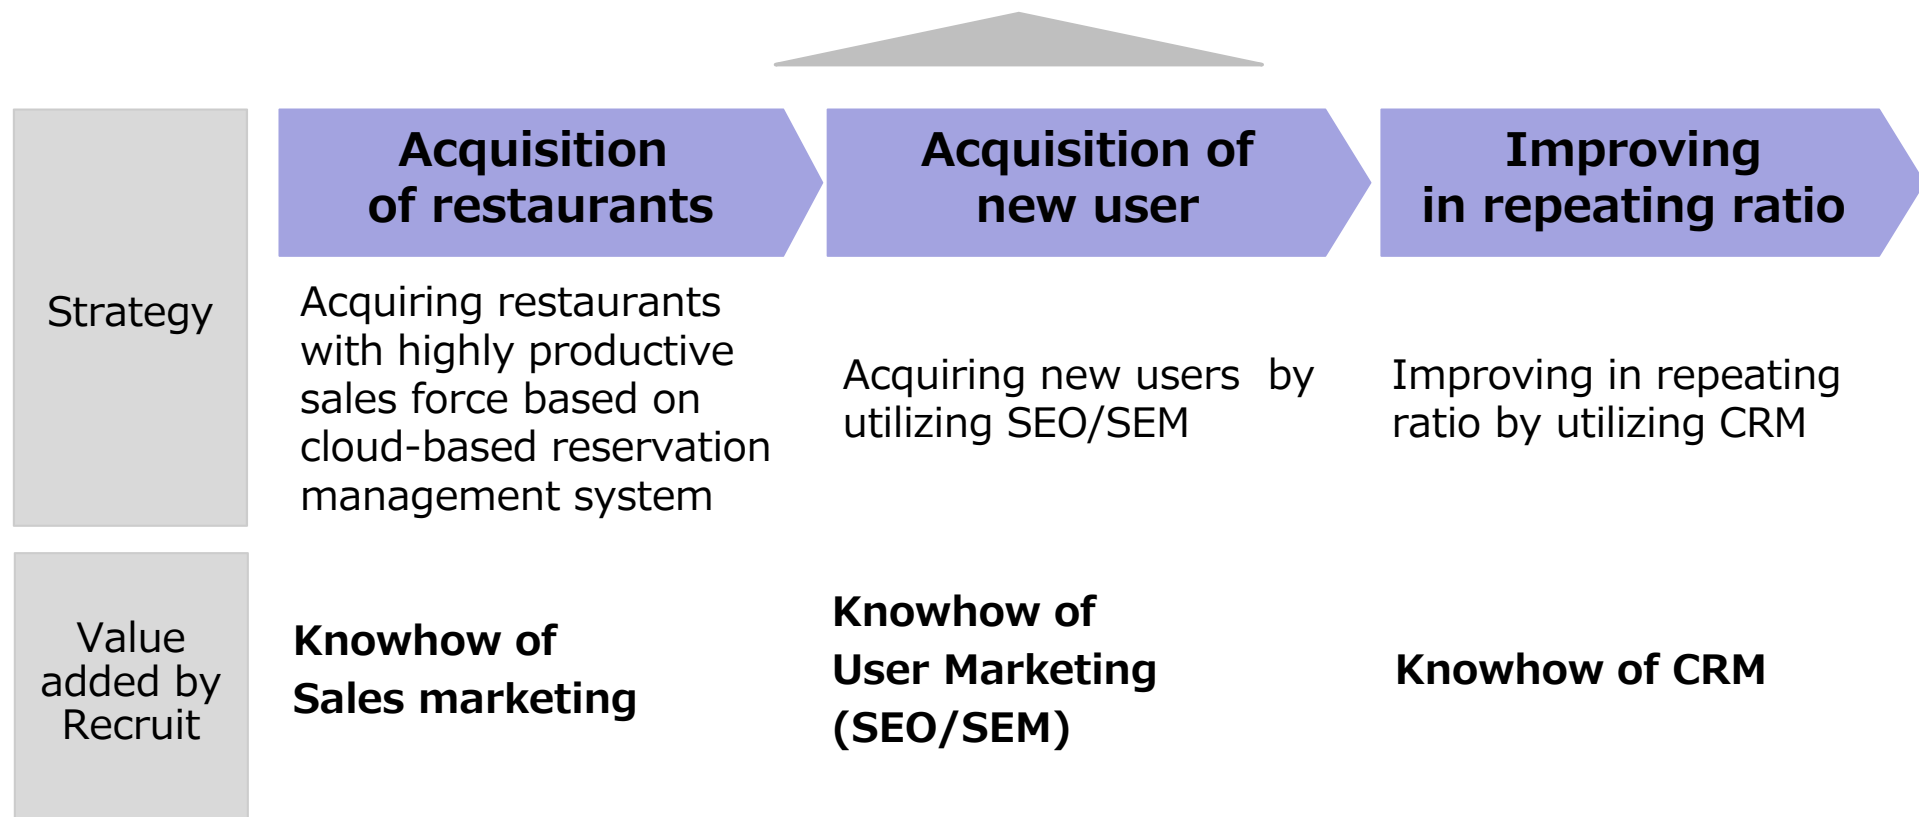 Acquisition
of restaurants
Acquisition of
new user
Improving
in repeating ratio
Strategy
Acquiring restaurants
with highly productive
sales force based on
cloud-based reservation
management system
Acquiring new users  by
utilizing SEO/SEM
Improving in repeating
ratio by utilizing CRM
Value
added by
Recruit
Knowhow of
Sales marketing
Knowhow of
User Marketing
(SEO/SEM)
Knowhow of CRM